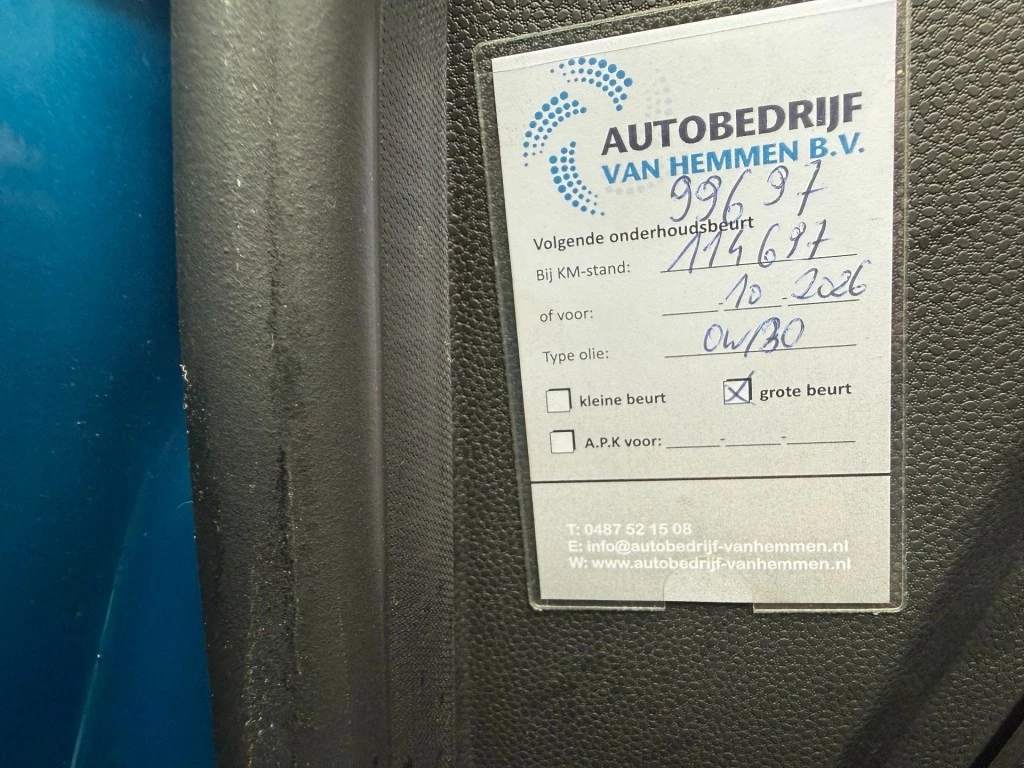 AUTOBEDRIJF
VAN HEMMEN B.V.
99697
Volgende onderhoudsbeurt
Bij KM-stand: 114697
of voor: - 10 - 2026
Type olie: 0W/30
kleine beurt grote beurt
A.P.K voor: - -
T: 0487 52 15 08
E: info@autobedrijf-vanhemmen.nl
W: www.autobedrijf-vanhemmen.nl